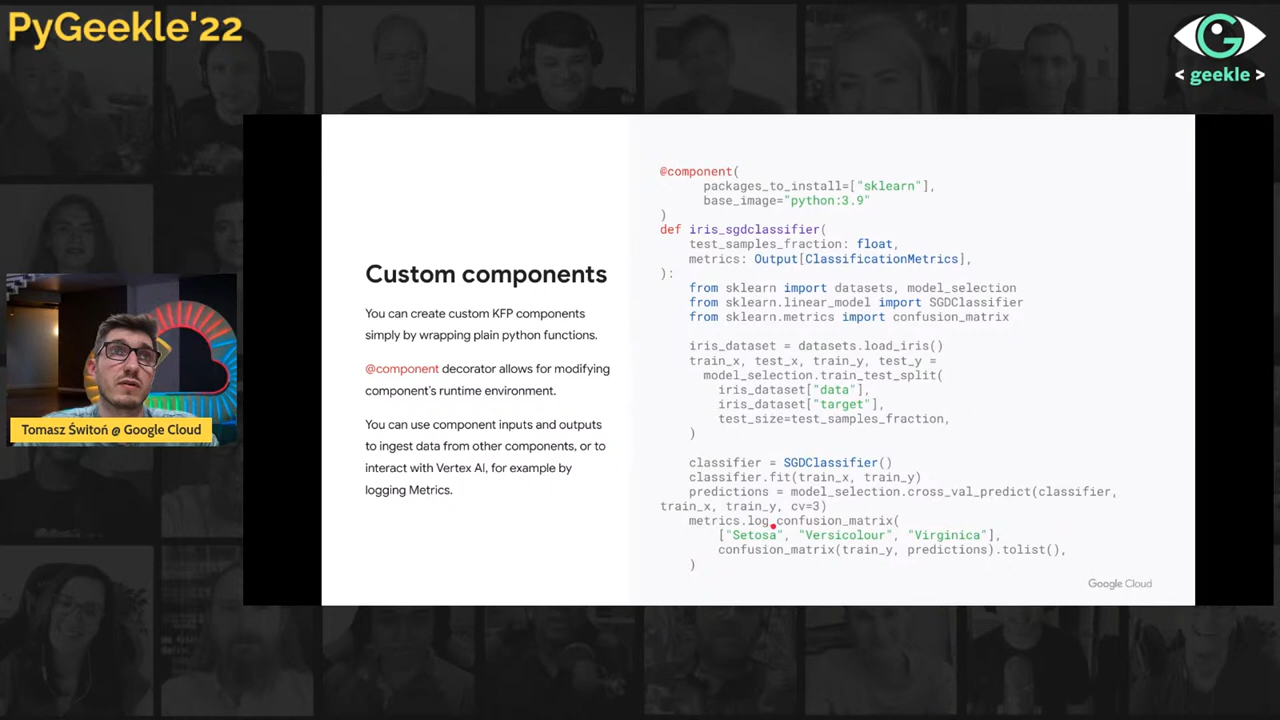 PyGeekle'22
G
< geekle >
Custom components
You can create custom KFP components
simply by wrapping plain python functions.
@component decorator allows for modifying
component's runtime environment.
You can use component inputs and outputs
to ingest data from other components, or to
interact with Vertex AI, for example by
logging Metrics.
@component(
packages_to_install=["sklearn"],
base_image="python:3.9"
)
def iris_sgdclassifier(
test_samples_fraction: float,
metrics: Output[ClassificationMetrics],
):
from sklearn import datasets, model_selection
from sklearn.linear_model import SGDClassifier
from sklearn.metrics import confusion_matrix
iris_dataset = datasets.load_iris()
train_x, test_x, train_y, test_y =
model_selection.train_test_split(
iris_dataset["data"],
iris_dataset["target"],
test_size=test_samples_fraction,
)
classifier = SGDClassifier()
classifier.fit(train_x, train_y)
predictions = model_selection.cross_val_predict(classifier,
train_x, train_y, cv=3)
metrics.log_confusion_matrix(
["Setosa", "Versicolour", "Virginica"],
confusion_matrix(train_y, predictions).tolist(),
)
Google Cloud
Tomasz Świtoń @ Google Cloud